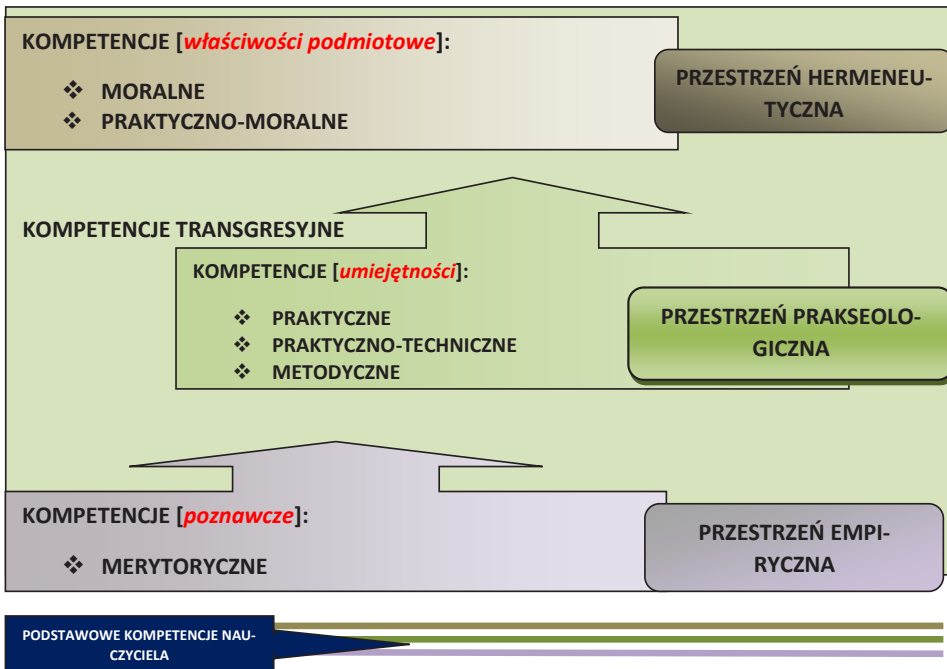 KOMPETENCJE [właściwości podmiotowe]:
❖ MORALNE
❖ PRAKTYCZNO-MORALNE
PRZESTRZEŃ HERMENEU-
TYCZNA
KOMPETENCJE TRANSGRESYJNE
KOMPETENCJE [umiejętności]:
❖ PRAKTYCZNE
❖ PRAKTYCZNO-TECHNICZNE
❖ METODYCZNE
PRZESTRZEŃ PRAKSEOLO-
GICZNA
KOMPETENCJE [poznawcze]:
❖ MERYTORYCZNE
PRZESTRZEŃ EMPI-
RYCZNA
PODSTAWOWE KOMPETENCJE NAU-
CZYCIELA